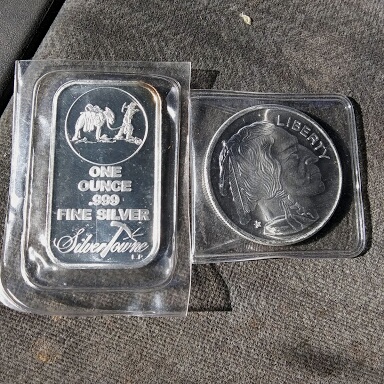 ONE
OUNCE
.999
FINE SILVER
SilverTowne
L.P.
LIBERTY